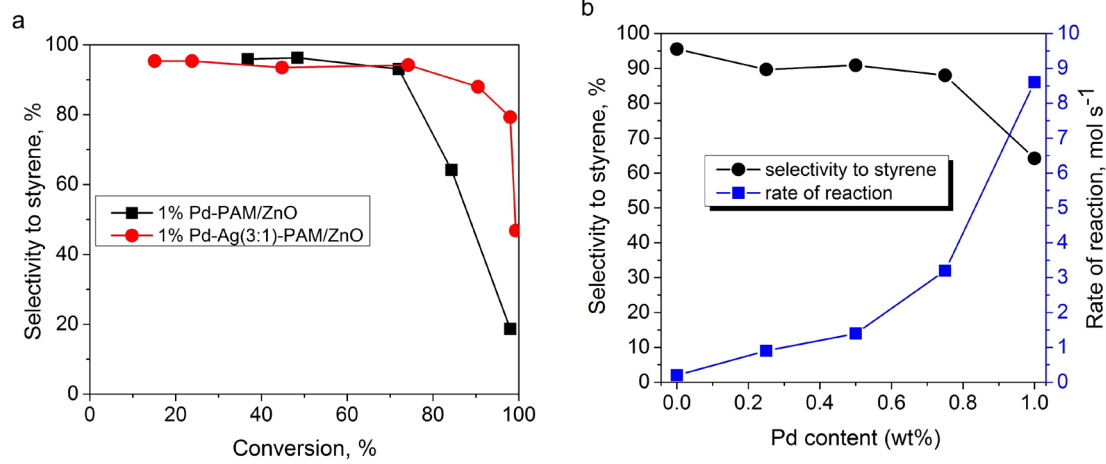 a
Selectivity to styrene, %
100
80
60
40
20
0
1% Pd-PAM/ZnO
1% Pd-Ag(3:1)-PAM/ZnO
0 20 40 60 80 100
Conversion, %
b
Selectivity to styrene, %
100
90
80
70
60
50
40
30
20
10
0
selectivity to styrene
rate of reaction
0.0 0.2 0.4 0.6 0.8 1.0
Pd content (wt%)
10
9
8
7
6
5
4
3
2
1
0
Rate of reaction, mol s⁻¹